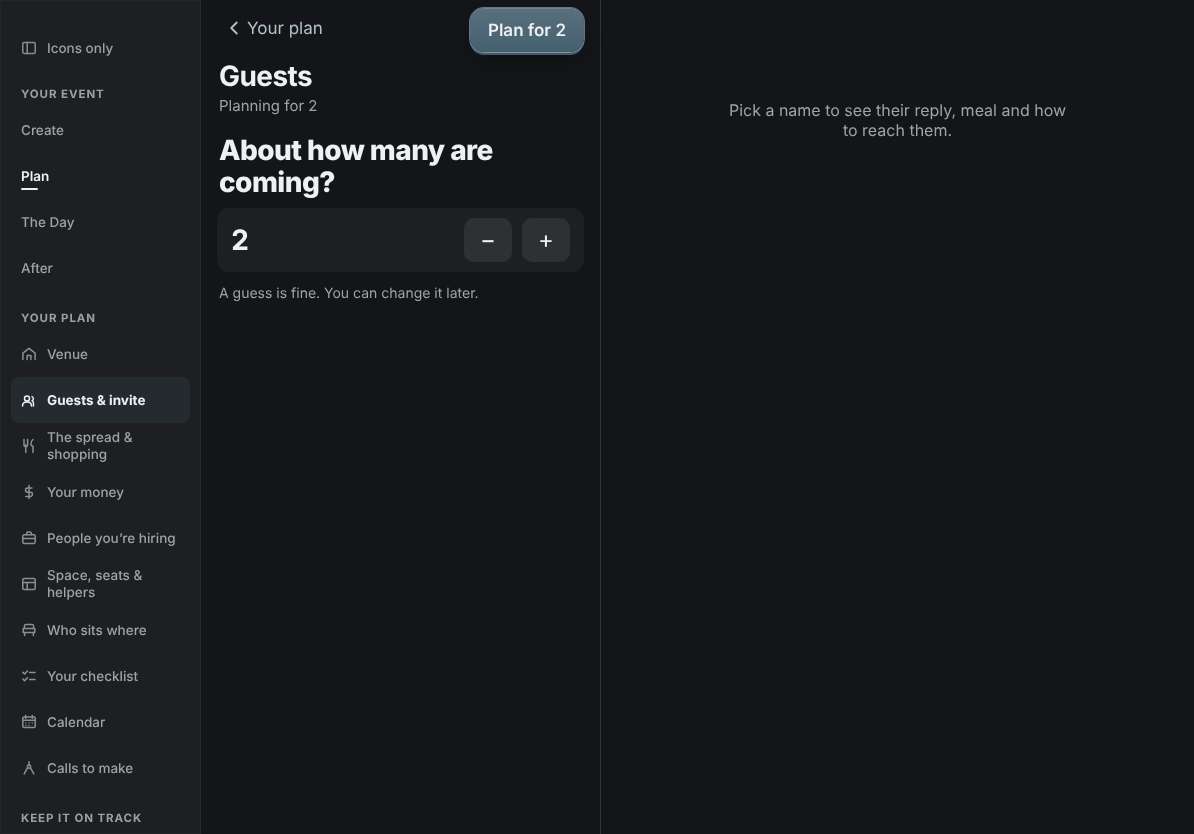 Icons only
YOUR EVENT
Create
Plan
The Day
After
YOUR PLAN
Venue
Guests & invite
The spread &
shopping
Your money
People you’re hiring
Space, seats &
helpers
Who sits where
Your checklist
Calendar
Calls to make
KEEP IT ON TRACK
Your plan
Plan for 2
Guests
Planning for 2
About how many are
coming?
2
− +
A guess is fine. You can change it later.
Pick a name to see their reply, meal and how
to reach them.